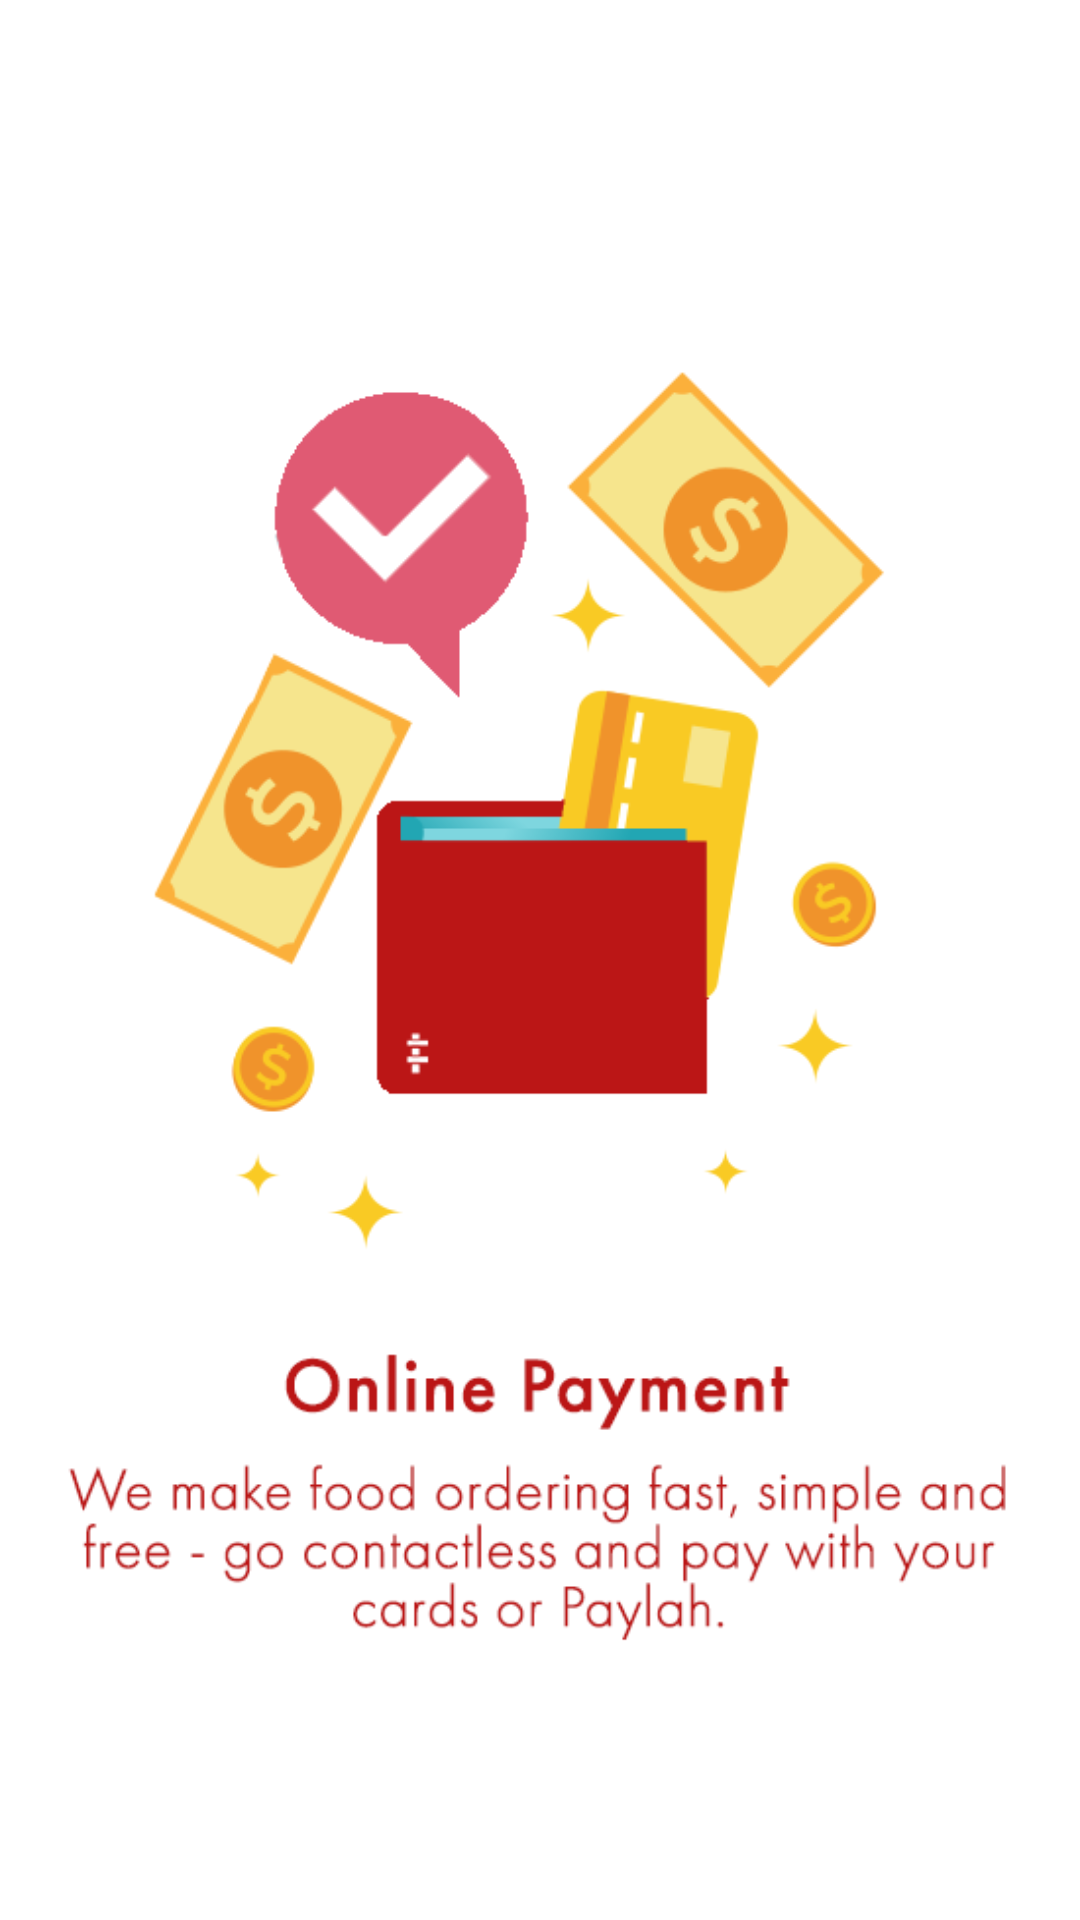 $
$
$
$
Online Payment
We make food ordering fast, simple and
free - go contactless and pay with your
cards or Paylah.